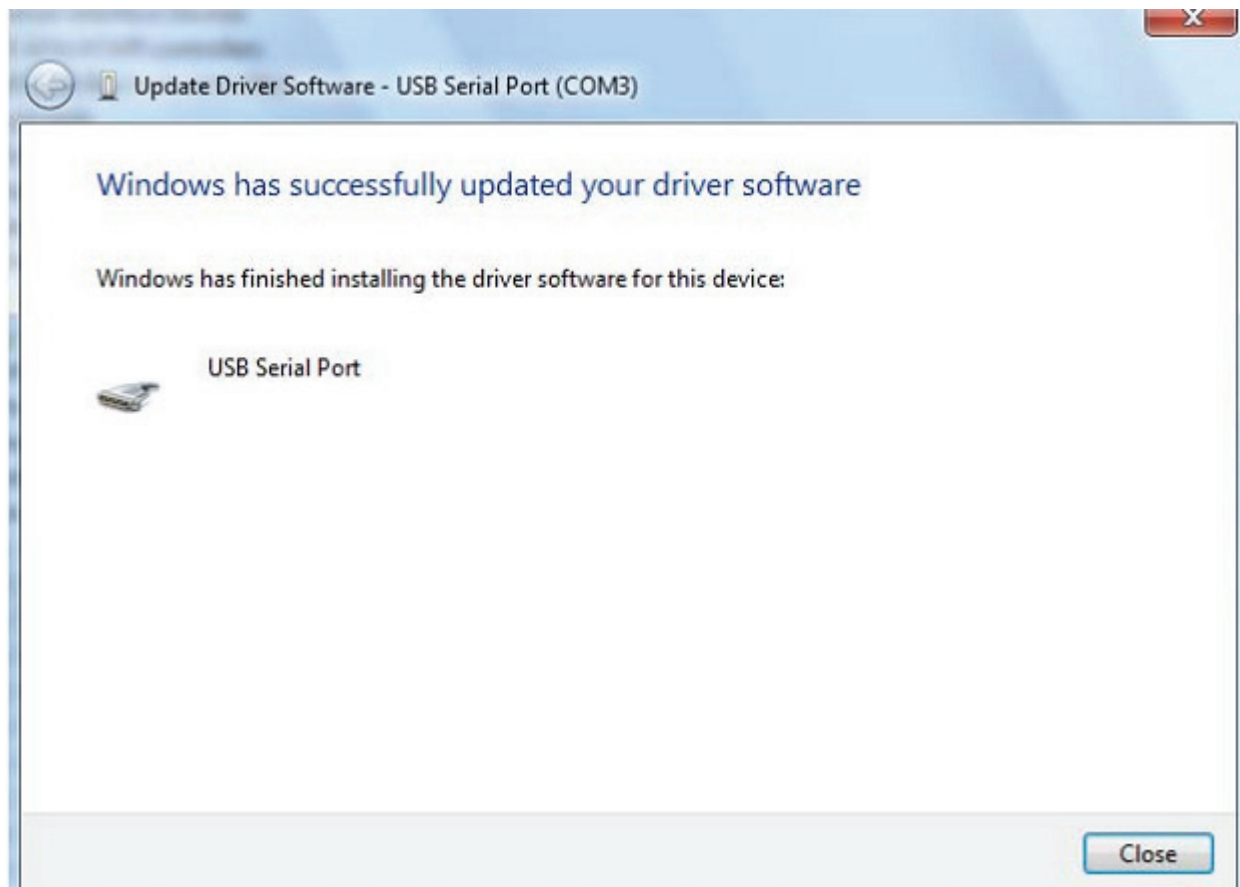 Update Driver Software - USB Serial Port (COM3)
Windows has successfully updated your driver software
Windows has finished installing the driver software for this device:
USB Serial Port
Close